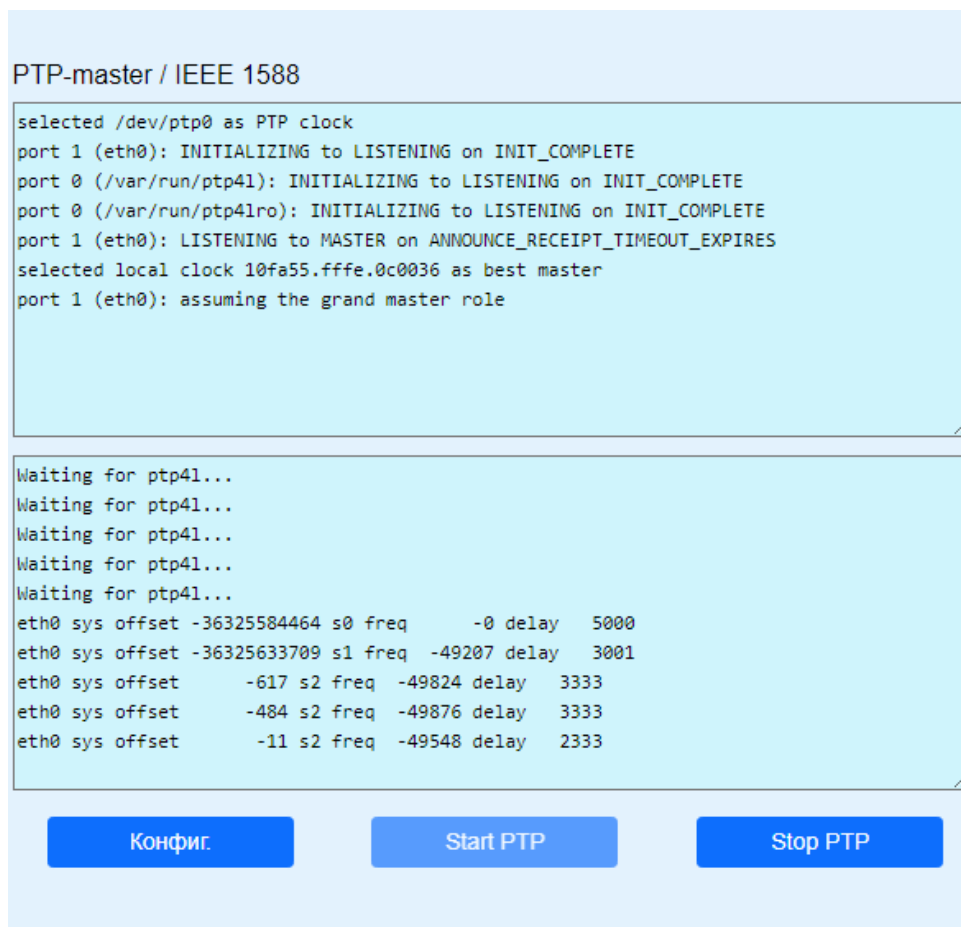 PTP-master / IEEE 1588
selected /dev/ptp0 as PTP clock
port 1 (eth0): INITIALIZING to LISTENING on INIT_COMPLETE
port 0 (/var/run/ptp4l): INITIALIZING to LISTENING on INIT_COMPLETE
port 0 (/var/run/ptp4lro): INITIALIZING to LISTENING on INIT_COMPLETE
port 1 (eth0): LISTENING to MASTER on ANNOUNCE_RECEIPT_TIMEOUT_EXPIRES
selected local clock 10fa55.fffe.0c0036 as best master
port 1 (eth0): assuming the grand master role
Waiting for ptp4l...
Waiting for ptp4l...
Waiting for ptp4l...
Waiting for ptp4l...
Waiting for ptp4l...
eth0 sys offset -36325584464 s0 freq      -0 delay   5000
eth0 sys offset -36325633709 s1 freq  -49207 delay   3001
eth0 sys offset      -617 s2 freq  -49824 delay   3333
eth0 sys offset      -484 s2 freq  -49876 delay   3333
eth0 sys offset       -11 s2 freq  -49548 delay   2333
Конфиг. Start PTP Stop PTP